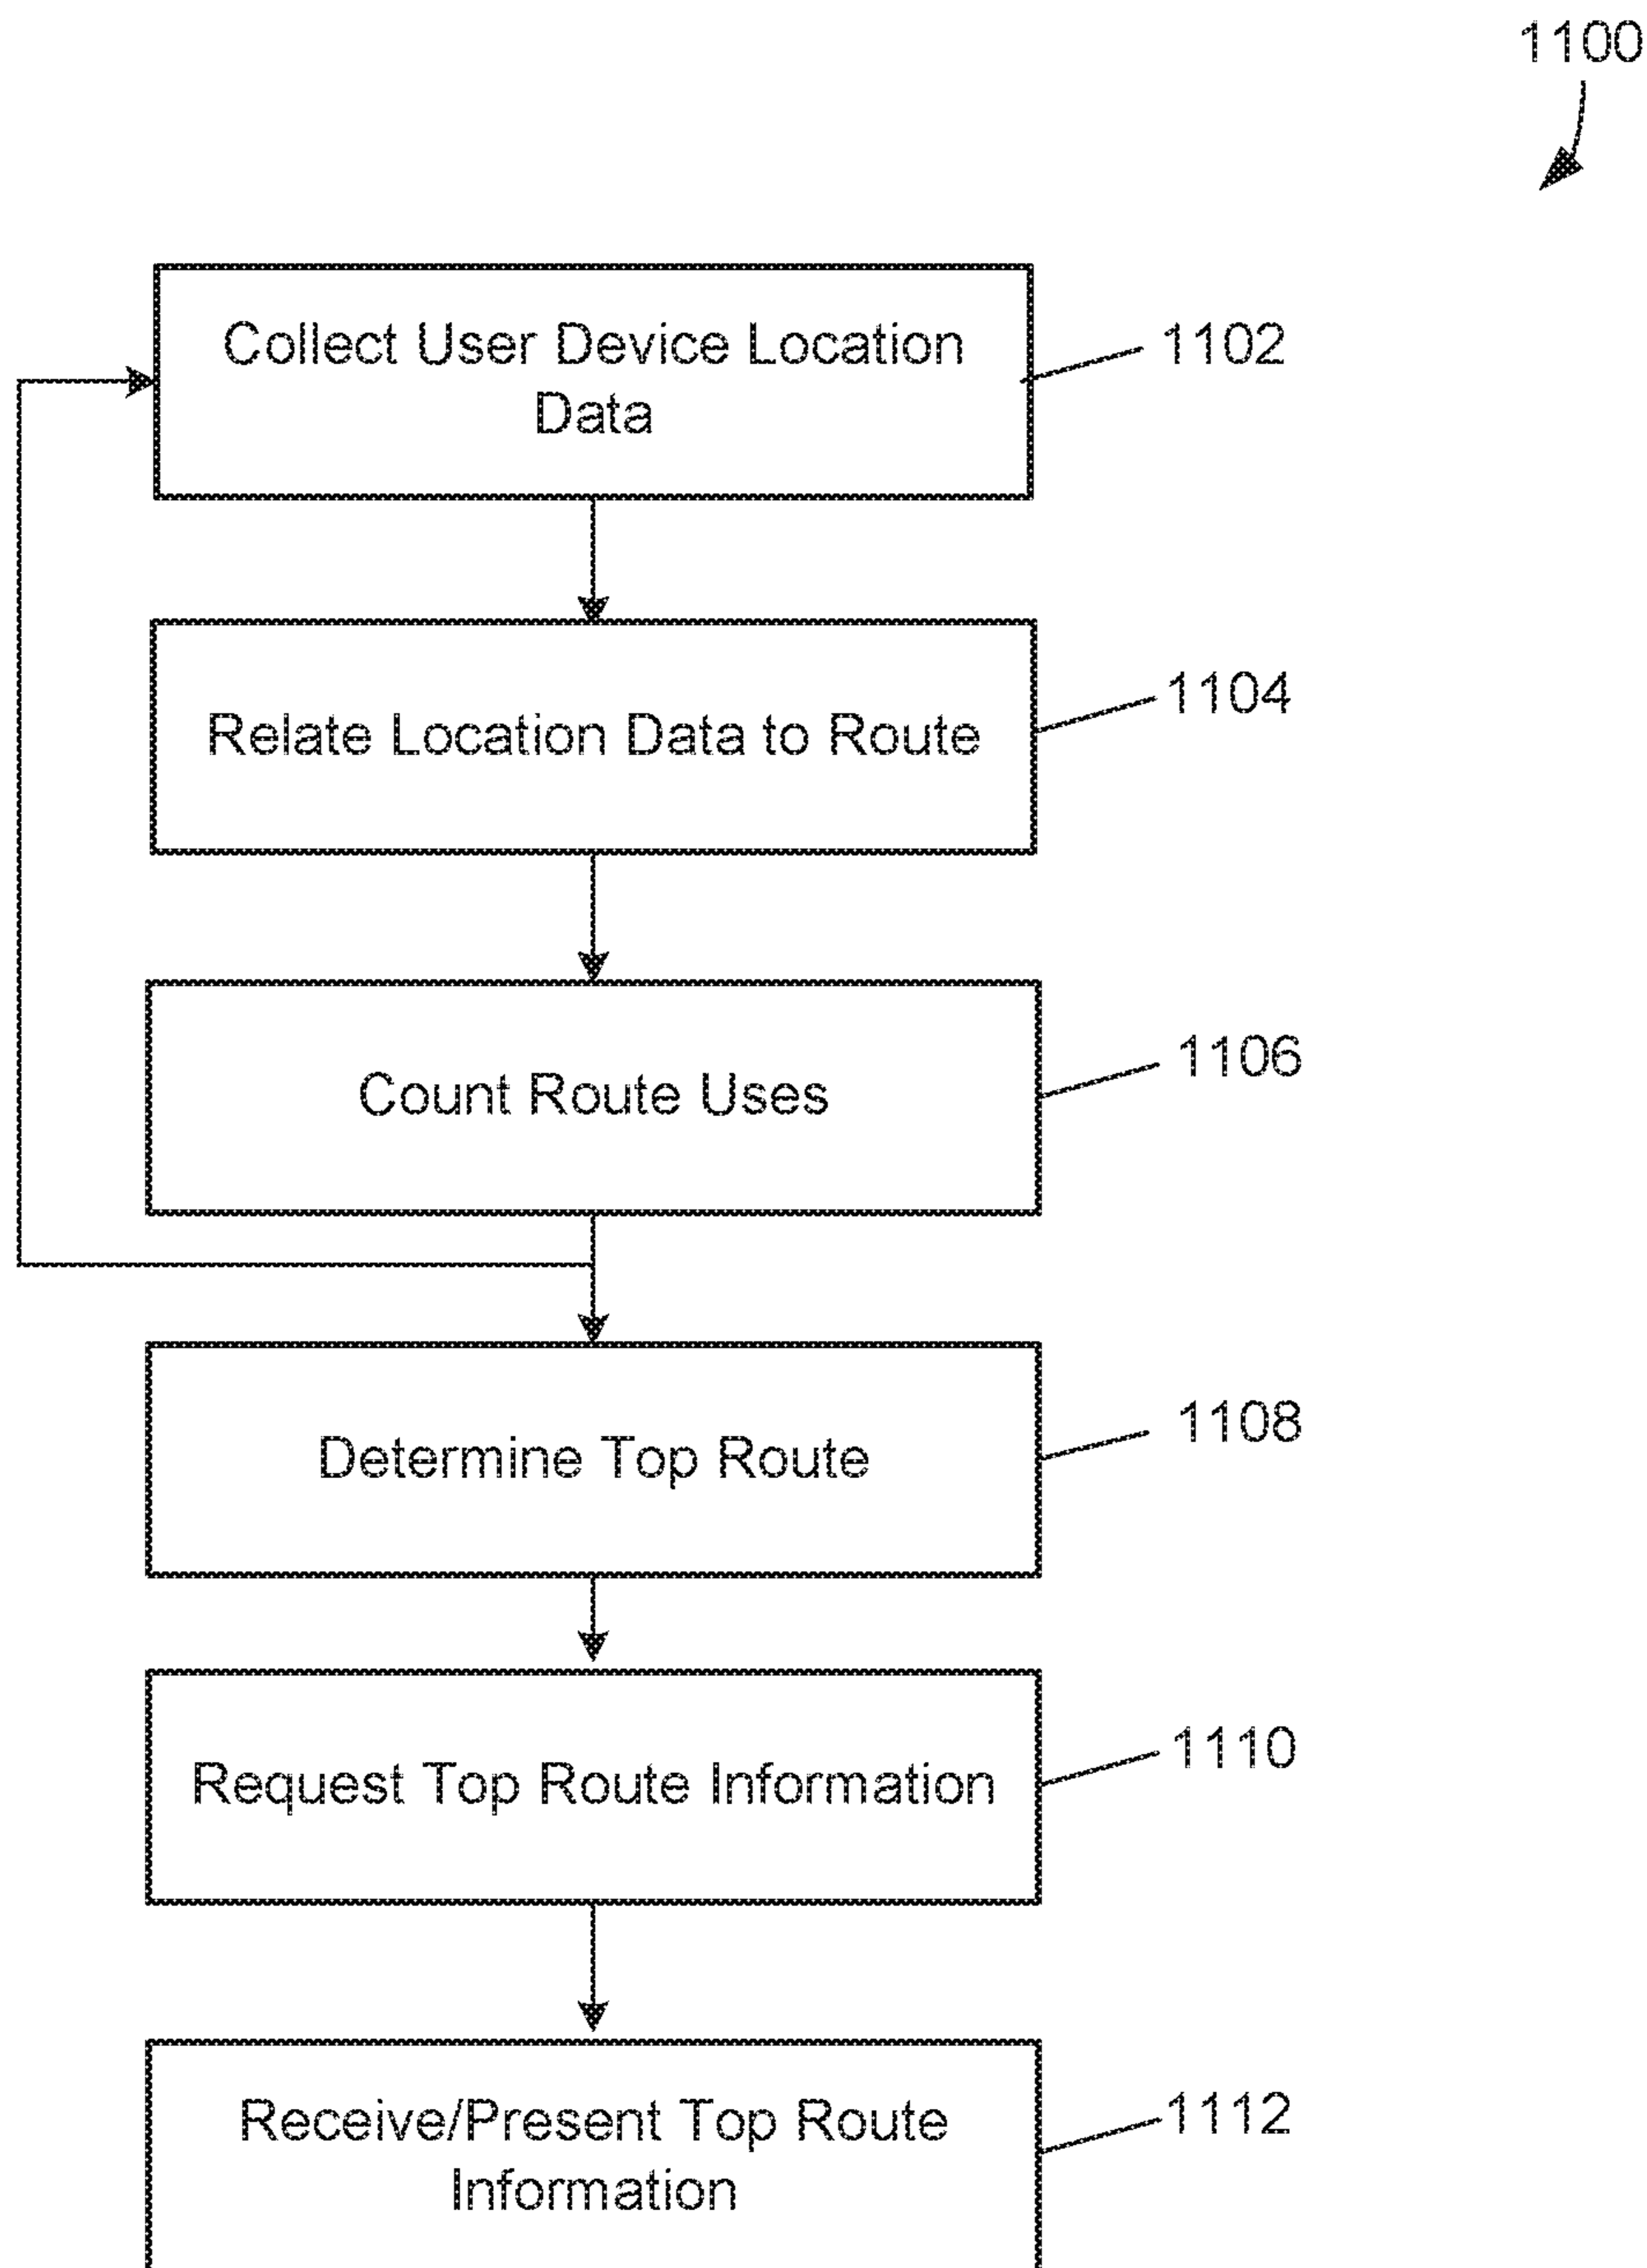 1100
Collect User Device Location
Data
1102
Relate Location Data to Route
1104
Count Route Uses
1106
Determine Top Route
1108
Request Top Route Information
1110
Receive/Present Top Route
Information
1112